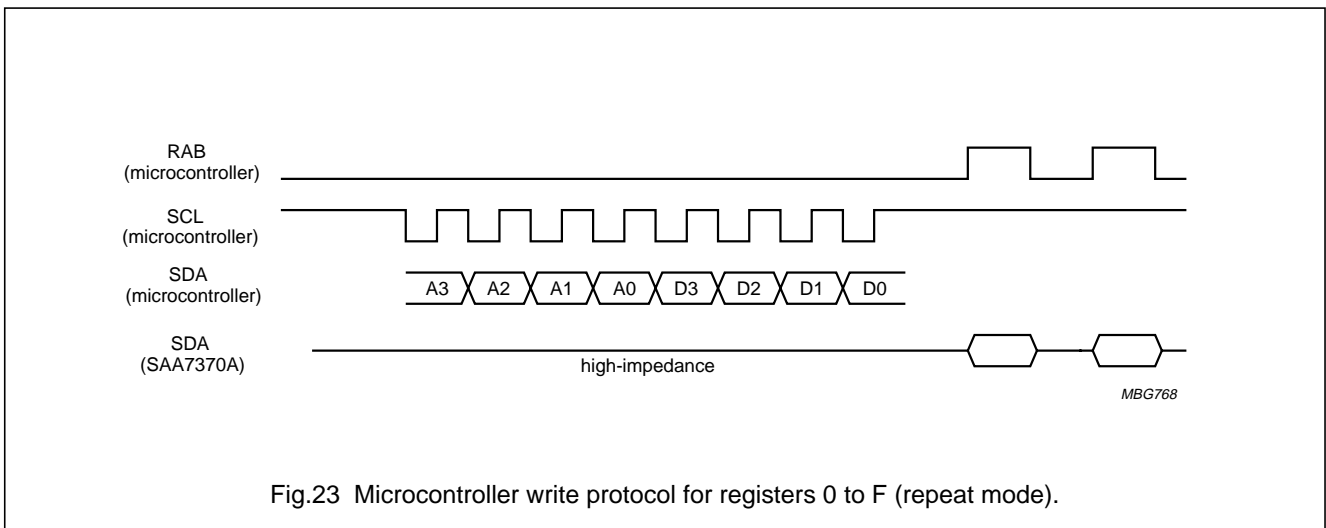 RAB
(microcontroller)
SCL
(microcontroller)
SDA
(microcontroller)
A3 A2 A1 A0 D3 D2 D1 D0
SDA
(SAA7370A)
high-impedance
MBG768
Fig.23 Microcontroller write protocol for registers 0 to F (repeat mode).